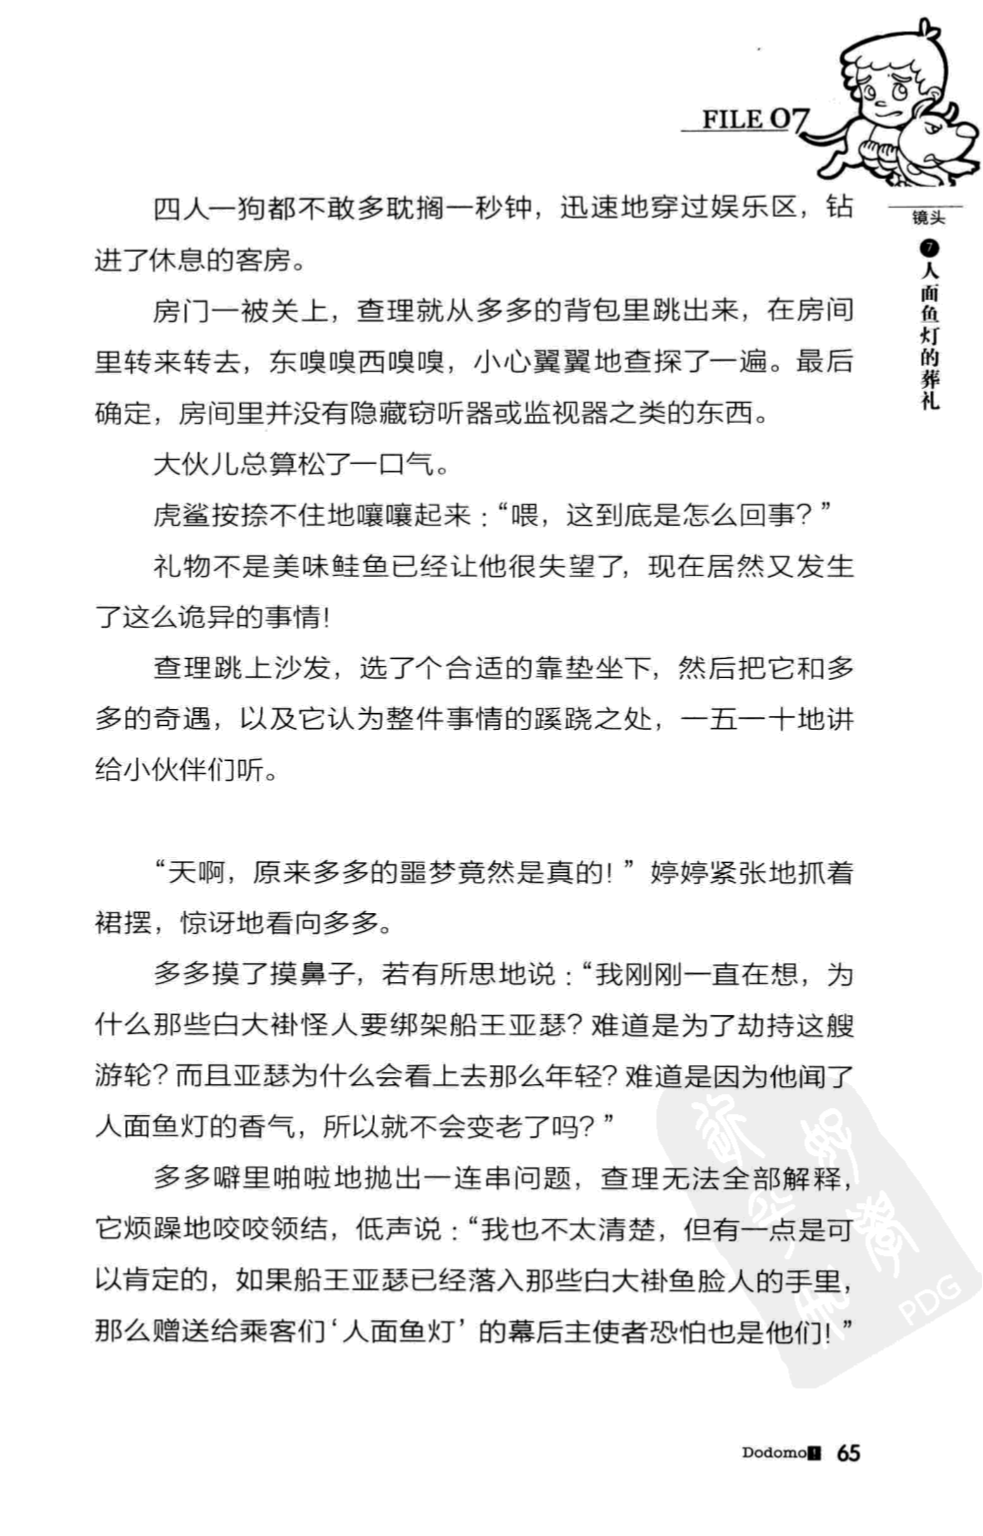 FILE 07
镜头
7
人面鱼灯的葬礼
四人一狗都不敢多耽搁一秒钟，迅速地穿过娱乐区，钻
进了休息的客房。
房门一被关上，查理就从多多的背包里跳出来，在房间
里转来转去，东嗅嗅西嗅嗅，小心翼翼地查探了一遍。最后
确定，房间里并没有隐藏窃听器或监视器之类的东西。
大伙儿总算松了一口气。
虎鲨按捺不住地嚷嚷起来：“喂，这到底是怎么回事？”
礼物不是美味鲑鱼已经让他很失望了，现在居然又发生
了这么诡异的事情！
查理跳上沙发，选了个合适的靠垫坐下，然后把它和多
多的奇遇，以及它认为整件事情的蹊跷之处，一五一十地讲
给小伙伴们听。
“天啊，原来多多的噩梦竟然是真的！”婷婷紧张地抓着
裙摆，惊讶地看向多多。
多多摸了摸鼻子，若有所思地说：“我刚刚一直在想，为
什么那些白大褂怪人要绑架船王亚瑟？难道是为了劫持这艘
游轮？而且亚瑟为什么会看上去那么年轻？难道是因为他闻了
人面鱼灯的香气，所以就不会变老了吗？”
多多噼里啪啦地抛出一连串问题，查理无法全部解释，
它烦躁地咬咬领结，低声说：“我也不太清楚，但有一点是可
以肯定的，如果船王亚瑟已经落入那些白大褂鱼脸人的手里，
那么赠送给乘客们‘人面鱼灯’的幕后主使者恐怕也是他们！”
PDG
Dodomo! 65